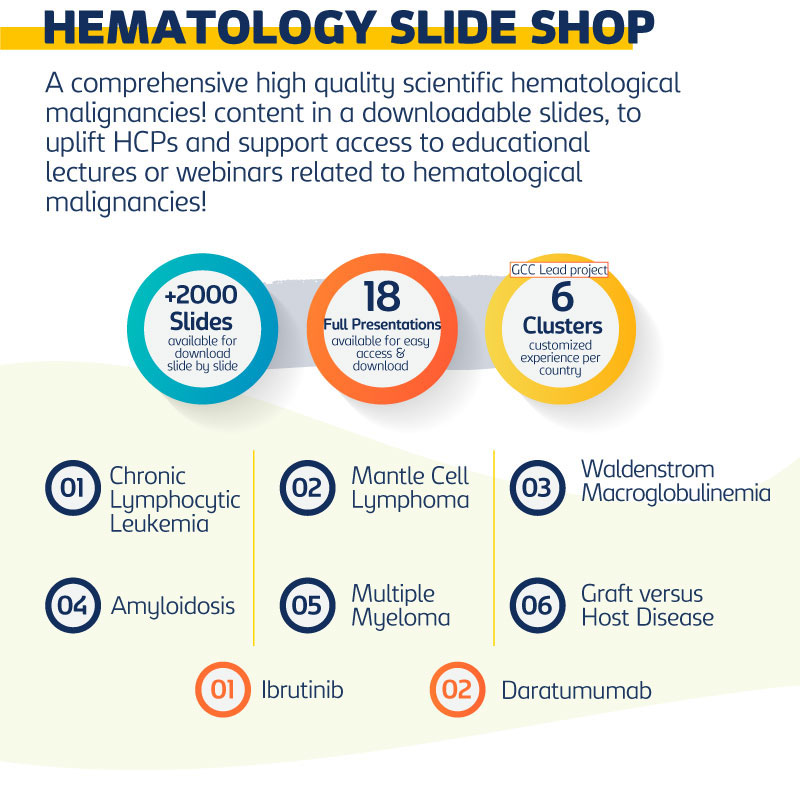 HEMATOLOGY SLIDE SHOP
A comprehensive high quality scientific hematological
malignancies! content in a downloadable slides, to
uplift HCPs and support access to educational
lectures or webinars related to hematological
malignancies!
+2000
Slides
available for
download
slide by slide
18
Full Presentations
available for easy
access &
download
GCC Lead project
6
Clusters
customized
experience per
country
01
Chronic
Lymphocytic
Leukemia
02
Mantle Cell
Lymphoma
03
Waldenstrom
Macroglobulinemia
04
Amyloidosis
05
Multiple
Myeloma
06
Graft versus
Host Disease
01
Ibrutinib
02
Daratumumab